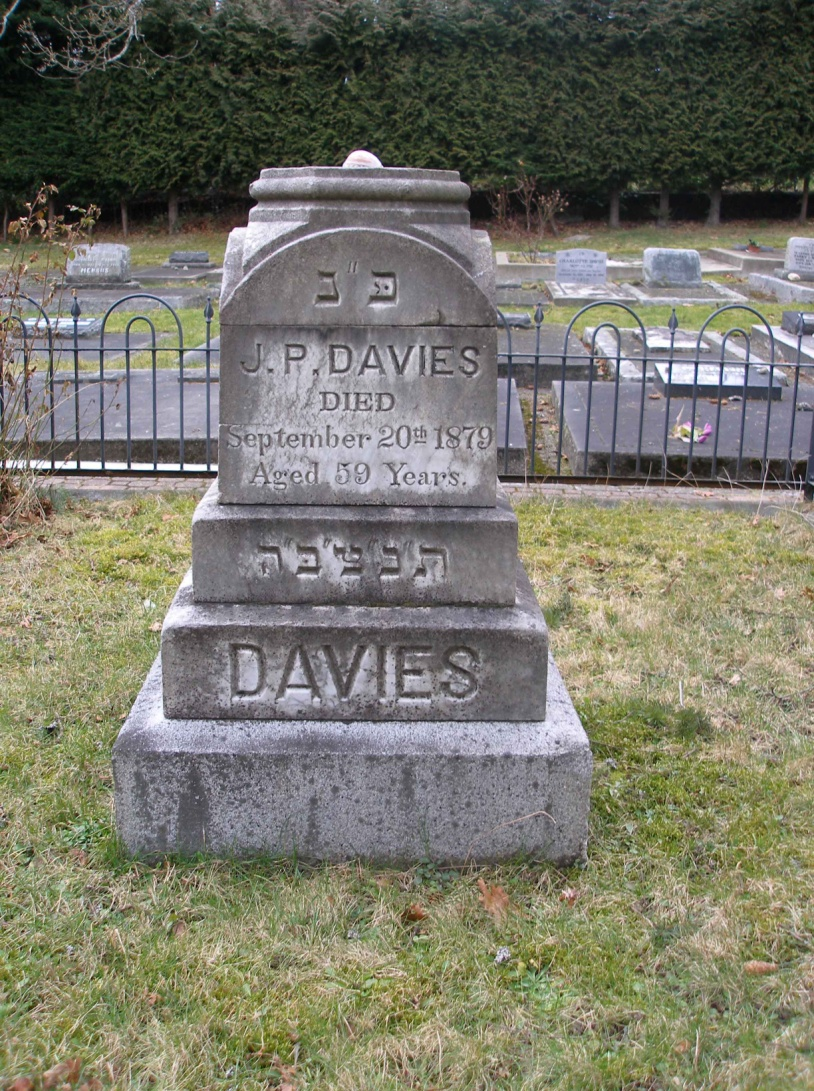 פ"נ
J.P. DAVIES
DIED
September 20th 1879
Aged 59 Years.
ת"נ"צ"ב"ה
DAVIES